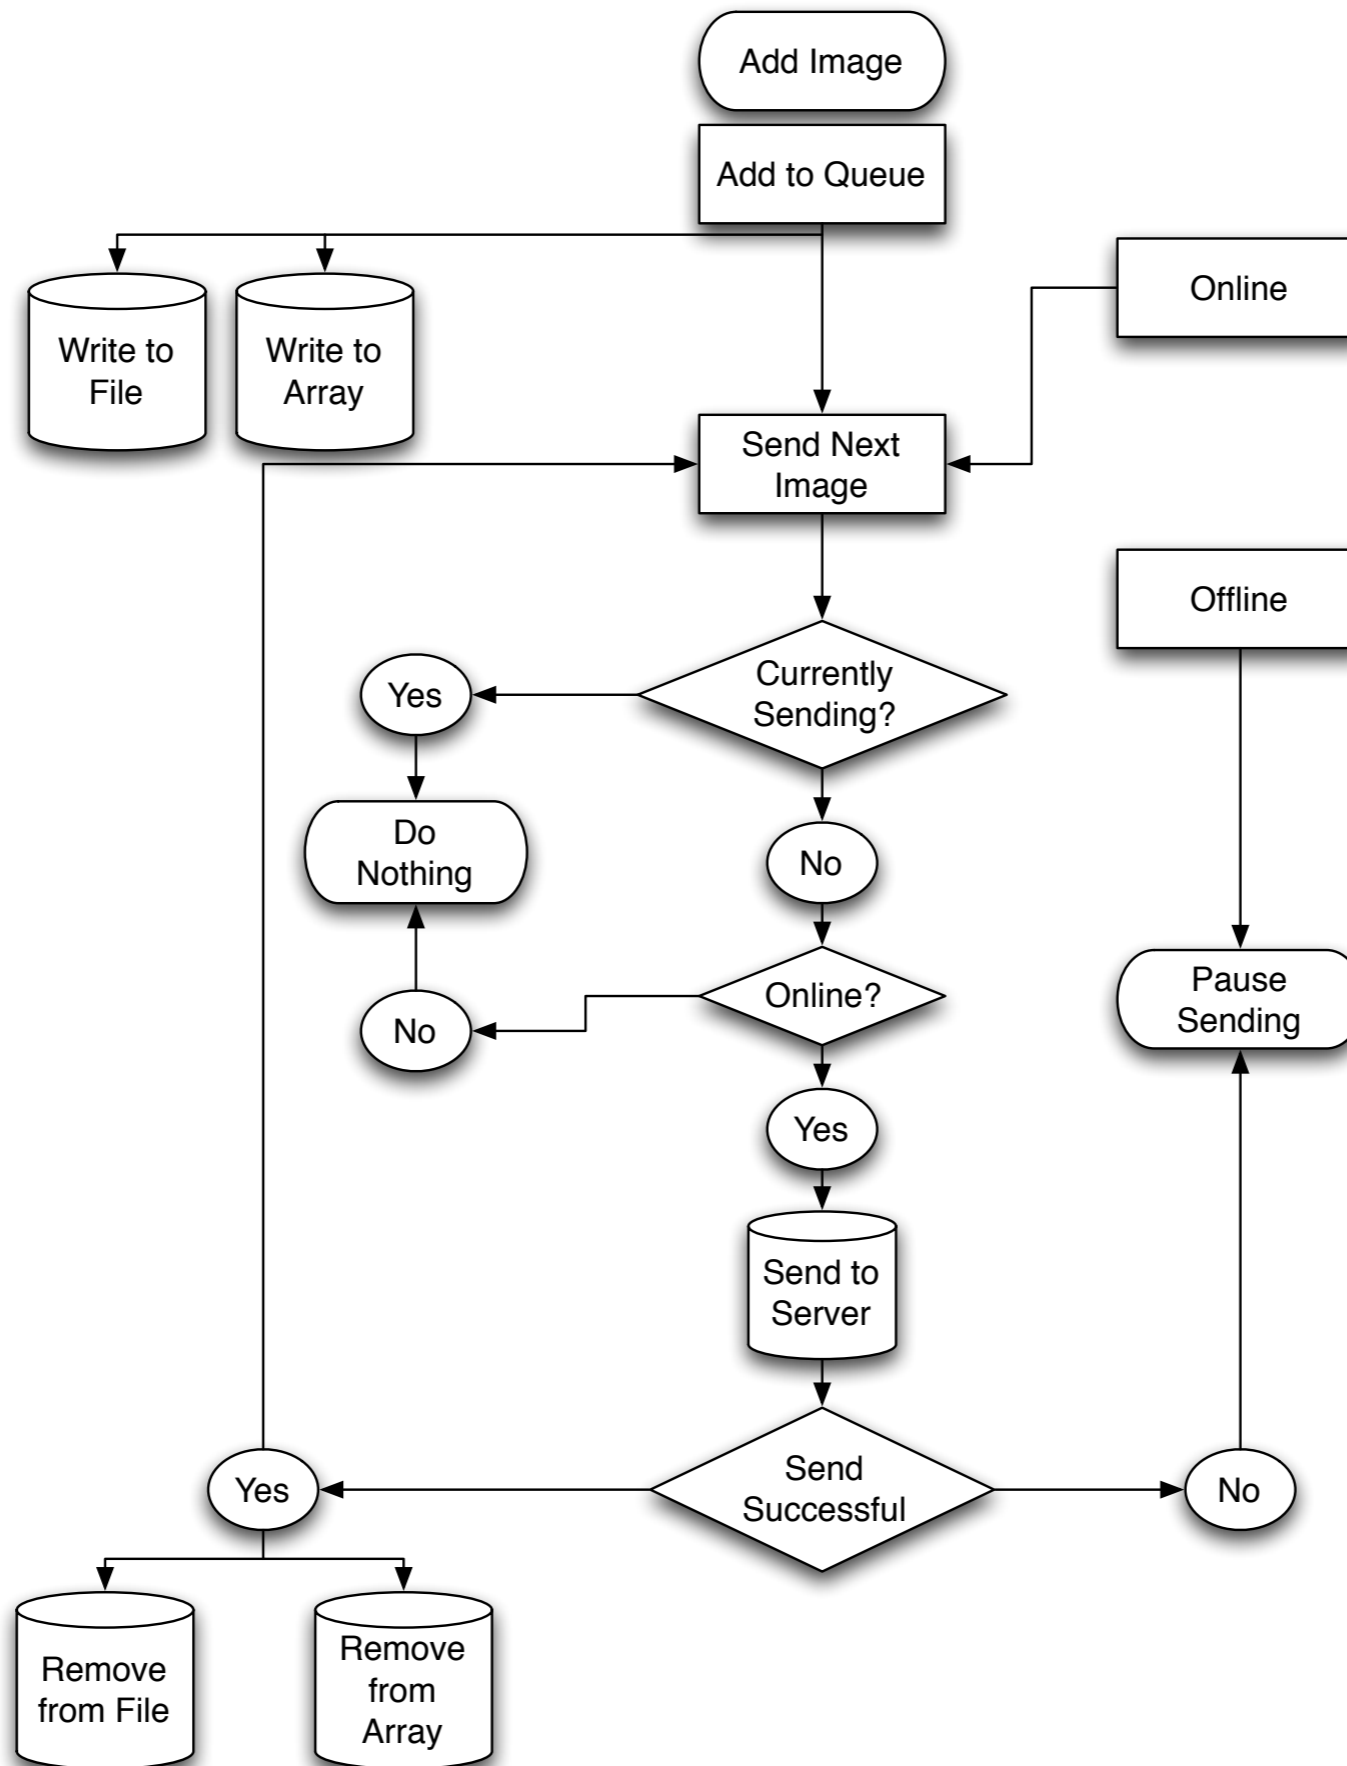 Add Image
Add to Queue
Online
Write to
File
Write to
Array
Send Next
Image
Offline
Currently
Sending?
Yes
Do
Nothing
No
Online?
No
Pause
Sending
Yes
Send to
Server
Send
Successful
Yes
No
Remove
from File
Remove
from
Array